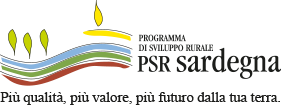 PROGRAMMA
DI SVILUPPO RURALE
PSR sardegna
Più qualità, più valore, più futuro dalla tua terra.